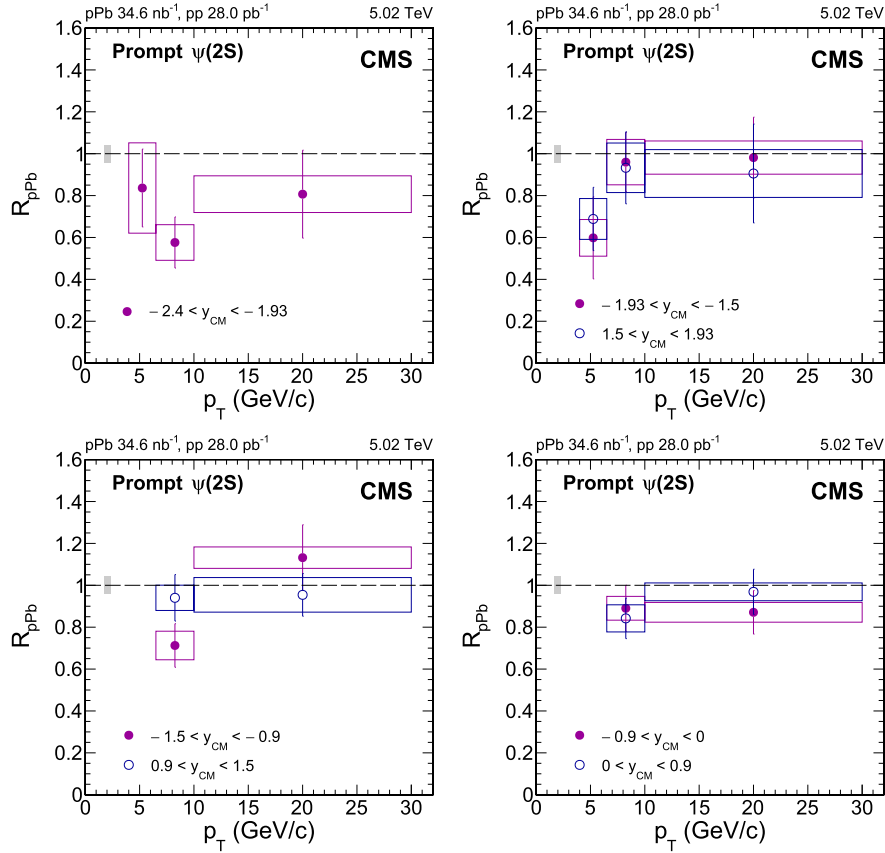 pPb 34.6 nb⁻¹, pp 28.0 pb⁻¹ 5.02 TeV
Prompt ψ(2S) CMS
R_pPb
1.6
1.4
1.2
1
0.8
0.6
0.4
0.2
0
− 2.4 < y_CM < −1.93
0 5 10 15 20 25 30
p_T (GeV/c)
pPb 34.6 nb⁻¹, pp 28.0 pb⁻¹ 5.02 TeV
Prompt ψ(2S) CMS
R_pPb
1.6
1.4
1.2
1
0.8
0.6
0.4
0.2
0
− 1.93 < y_CM < − 1.5
1.5 < y_CM < 1.93
0 5 10 15 20 25 30
p_T (GeV/c)
pPb 34.6 nb⁻¹, pp 28.0 pb⁻¹ 5.02 TeV
Prompt ψ(2S) CMS
R_pPb
1.6
1.4
1.2
1
0.8
0.6
0.4
0.2
0
− 1.5 < y_CM < − 0.9
0.9 < y_CM < 1.5
0 5 10 15 20 25 30
p_T (GeV/c)
pPb 34.6 nb⁻¹, pp 28.0 pb⁻¹ 5.02 TeV
Prompt ψ(2S) CMS
R_pPb
1.6
1.4
1.2
1
0.8
0.6
0.4
0.2
0
− 0.9 < y_CM < 0
0 < y_CM < 0.9
0 5 10 15 20 25 30
p_T (GeV/c)